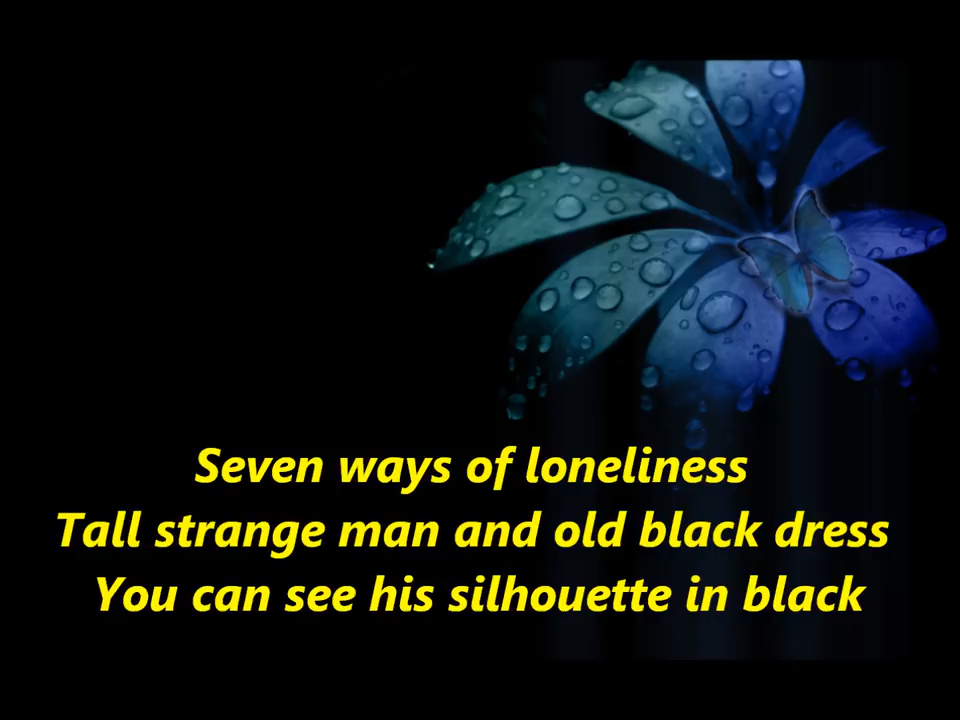 Seven ways of loneliness
Tall strange man and old black dress
You can see his silhouette in black